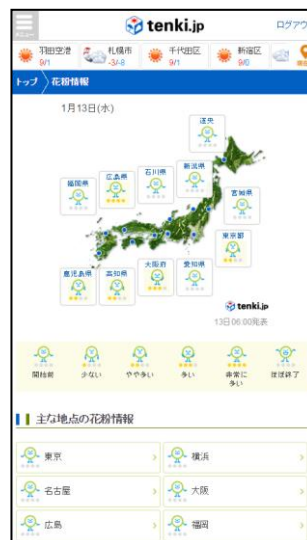 メニュー
tenki.jp
ログアウ
羽田空港 札幌市 千代田区 新宿区
9/1 -3/-8 9/1 9/0
トップ 花粉情報
1月13日(水)
道央
新潟県
石川県
広島県
福岡県
宮城県
東京都
大阪府 愛知県
鹿児島県 高知県
tenki.jp
13日06:00発表
開始前 少ない やや多い 多い 非常に多い ほぼ終了
主な地点の花粉情報
東京 横浜
名古屋 大阪
広島 福岡